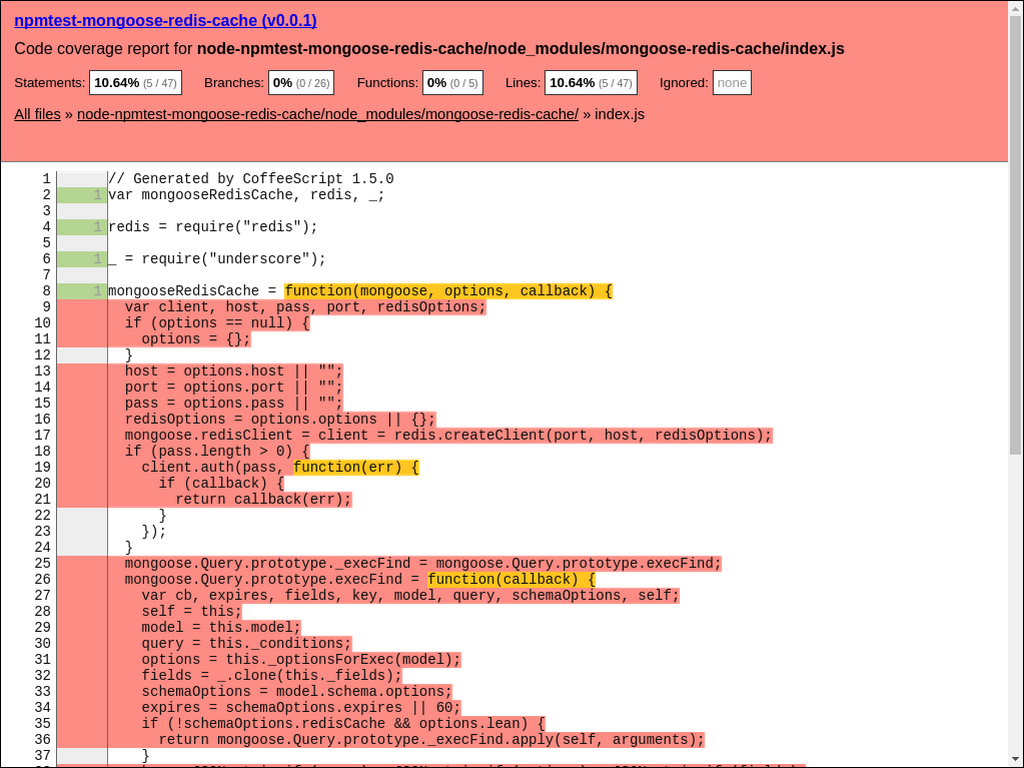 npmtest-mongoose-redis-cache (v0.0.1)
Code coverage report for node-npmtest-mongoose-redis-cache/node_modules/mongoose-redis-cache/index.js
Statements: 10.64% (5 / 47) Branches: 0% (0 / 26) Functions: 0% (0 / 5) Lines: 10.64% (5 / 47) Ignored: none
All files » node-npmtest-mongoose-redis-cache/node_modules/mongoose-redis-cache/ » index.js
1 // Generated by CoffeeScript 1.5.0
2 1 var mongooseRedisCache, redis, _;
3
4 1 redis = require("redis");
5
6 1 _ = require("underscore");
7
8 1 mongooseRedisCache = function(mongoose, options, callback) {
9 var client, host, pass, port, redisOptions;
10 if (options == null) {
11 options = {};
12 }
13 host = options.host || "";
14 port = options.port || "";
15 pass = options.pass || "";
16 redisOptions = options.options || {};
17 mongoose.redisClient = client = redis.createClient(port, host, redisOptions);
18 if (pass.length > 0) {
19 client.auth(pass, function(err) {
20 if (callback) {
21 return callback(err);
22 }
23 });
24 }
25 mongoose.Query.prototype._execFind = mongoose.Query.prototype.execFind;
26 mongoose.Query.prototype.execFind = function(callback) {
27 var cb, expires, fields, key, model, query, schemaOptions, self;
28 self = this;
29 model = this.model;
30 query = this._conditions;
31 options = this._optionsForExec(model);
32 fields = _.clone(this._fields);
33 schemaOptions = model.schema.options;
34 expires = schemaOptions.expires || 60;
35 if (!schemaOptions.redisCache && options.lean) {
36 return mongoose.Query.prototype._execFind.apply(self, arguments);
37 }